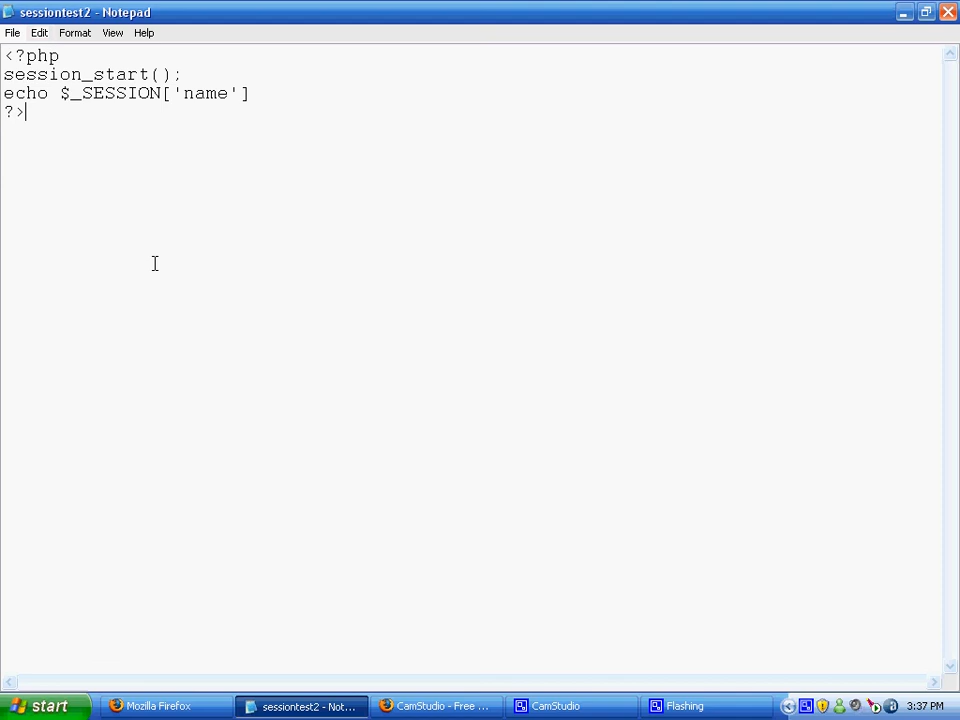 sessiontest2 - Notepad
File Edit Format View Help
<?php
session_start();
echo $_SESSION['name']
?>
start Mozilla Firefox sessiontest2 - Not... CamStudio - Free ... CamStudio Flashing 3:37 PM